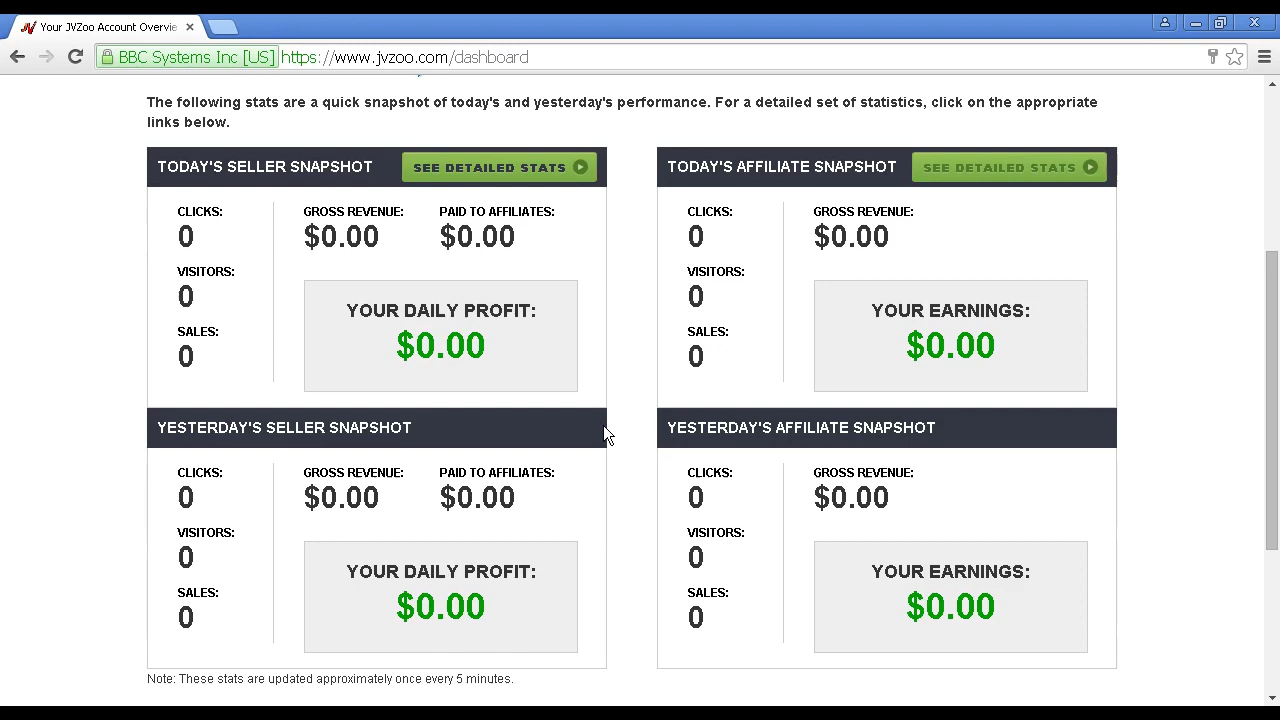 Your JVZoo Account Overvie
BBC Systems Inc [US] https://www.jvzoo.com/dashboard
The following stats are a quick snapshot of today's and yesterday's performance. For a detailed set of statistics, click on the appropriate
links below.
TODAY'S SELLER SNAPSHOT SEE DETAILED STATS
CLICKS: GROSS REVENUE: PAID TO AFFILIATES:
0 $0.00 $0.00
VISITORS:
0
YOUR DAILY PROFIT:
SALES:
$0.00
0
TODAY'S AFFILIATE SNAPSHOT SEE DETAILED STATS
CLICKS: GROSS REVENUE:
0 $0.00
VISITORS:
0
YOUR EARNINGS:
SALES:
$0.00
0
YESTERDAY'S SELLER SNAPSHOT
CLICKS: GROSS REVENUE: PAID TO AFFILIATES:
0 $0.00 $0.00
VISITORS:
0
YOUR DAILY PROFIT:
SALES:
$0.00
0
YESTERDAY'S AFFILIATE SNAPSHOT
CLICKS: GROSS REVENUE:
0 $0.00
VISITORS:
0
YOUR EARNINGS:
SALES:
$0.00
0
Note: These stats are updated approximately once every 5 minutes.